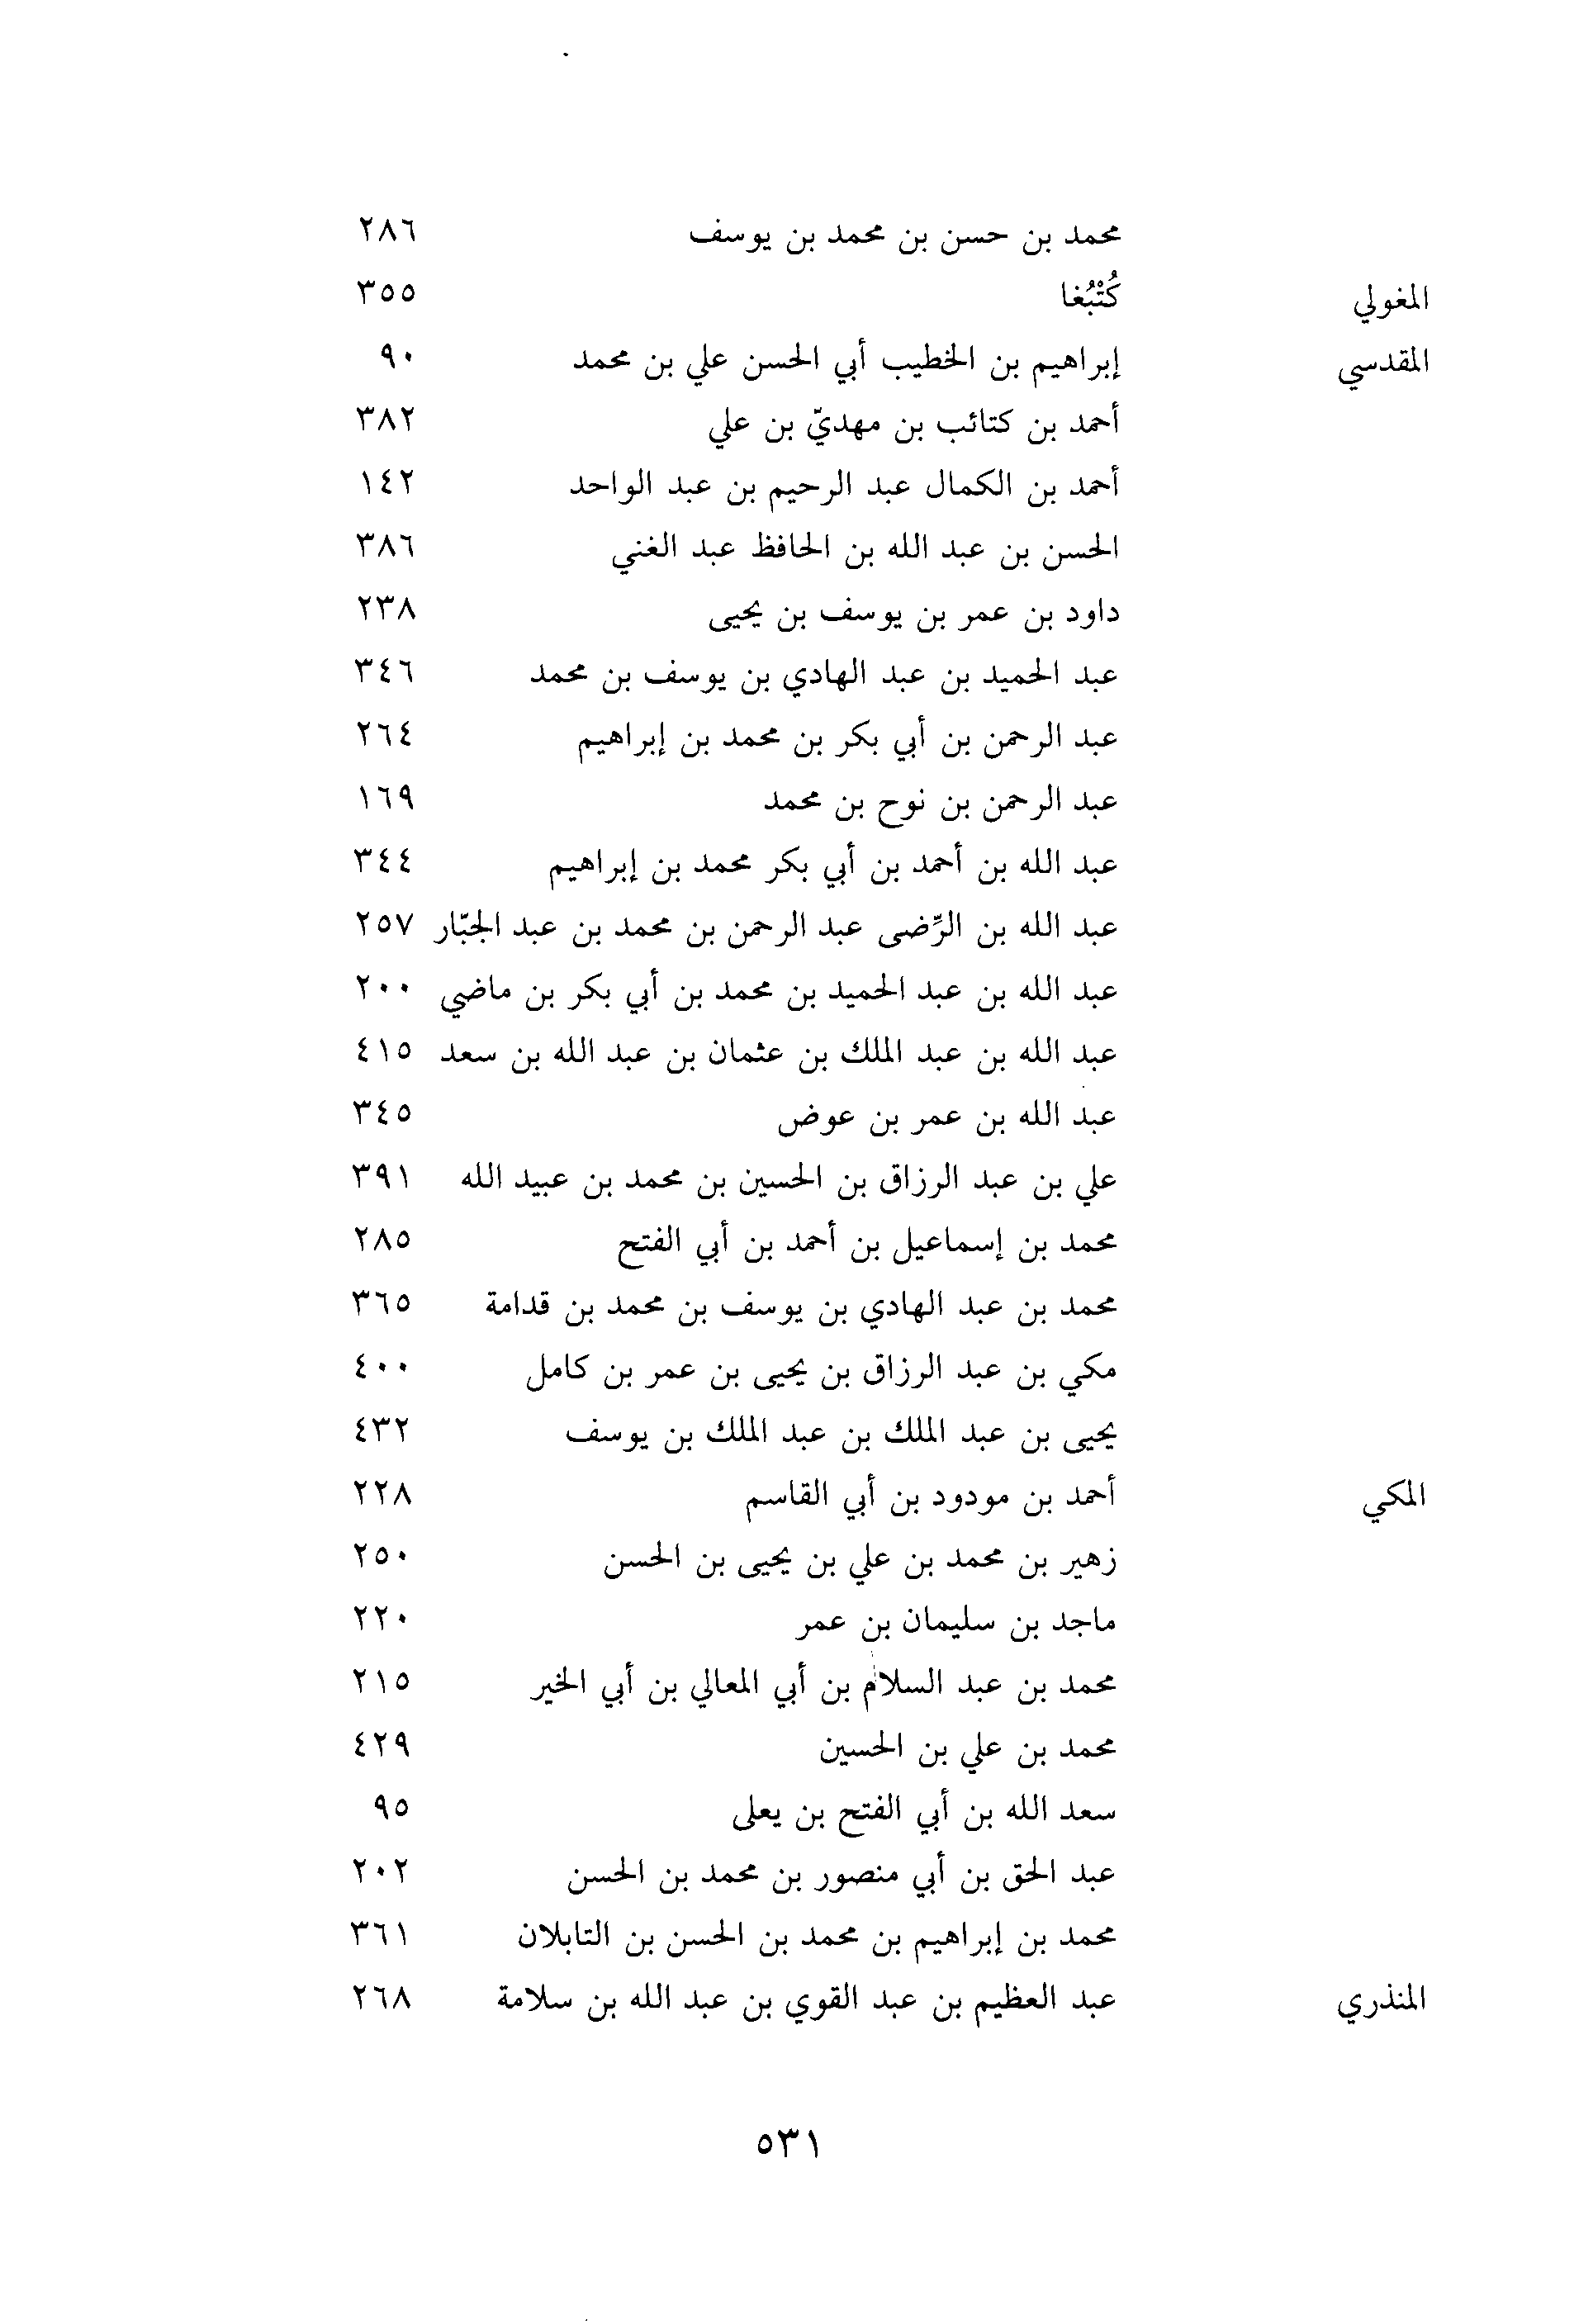 محمد بن حسن بن محمد بن يوسف ٢٨٦
المغولي كُتْبُغا ٣٥٥
المقدسي إبراهيم بن الخطيب أبي الحسن علي بن محمد ٩٠
أحمد بن كتائب بن مهديّ بن علي ٣٨٢
أحمد بن الكمال عبد الرحيم بن عبد الواحد ١٤٢
الحسن بن عبد الله بن الحافظ عبد الغني ٣٨٦
داود بن عمر بن يوسف بن يحيى ٢٣٨
عبد الحميد بن عبد الهادي بن يوسف بن محمد ٣٤٦
عبد الرحمن بن أبي بكر بن محمد بن إبراهيم ٢٦٤
عبد الرحمن بن نوح بن محمد ١٦٩
عبد الله بن أحمد بن أبي بكر محمد بن إبراهيم ٣٤٤
عبد الله بن الرِّضى عبد الرحمن بن محمد بن عبد الجبّار ٢٥٧
عبد الله بن عبد الحميد بن محمد بن أبي بكر بن ماضي ٢٠٠
عبد الله بن عبد الملك بن عثمان بن عبد الله بن سعد ٤١٥
عبد الله بن عمر بن عوض ٣٤٥
علي بن عبد الرزاق بن الحسين بن محمد بن عبيد الله ٣٩١
محمد بن إسماعيل بن أحمد بن أبي الفتح ٢٨٥
محمد بن عبد الهادي بن يوسف بن محمد بن قدامة ٣٦٥
مكي بن عبد الرزاق بن يحيى بن عمر بن كامل ٤٠٠
يحيى بن عبد الملك بن عبد الملك بن يوسف ٤٣٢
المكي أحمد بن مودود بن أبي القاسم ٢٢٨
زهير بن محمد بن علي بن يحيى بن الحسن ٢٥٠
ماجد بن سليمان بن عمر ٢٢٠
محمد بن عبد السلام بن أبي المعالي بن أبي الخير ٢١٥
محمد بن علي بن الحسين ٤٢٩
سعد الله بن أبي الفتح بن يعلى ٩٥
عبد الحق بن أبي منصور بن محمد بن الحسن ٢٠٢
محمد بن إبراهيم بن محمد بن الحسن بن التابلان ٣٦١
المنذري عبد العظيم بن عبد القوي بن عبد الله بن سلامة ٢٦٨
٥٣١